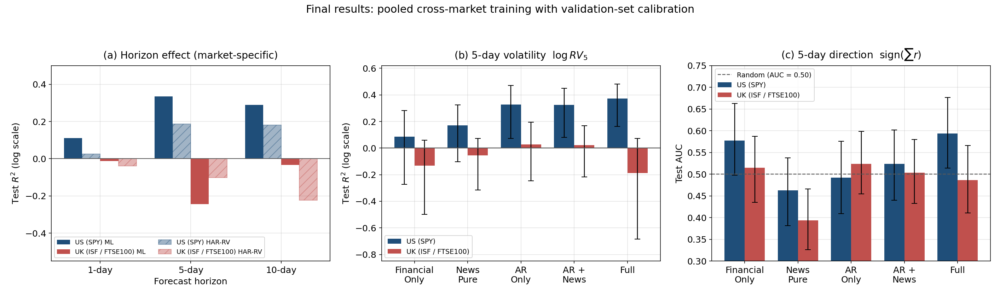 Final results: pooled cross-market training with validation-set calibration
(a) Horizon effect (market-specific)
Test R² (log scale)
0.4
0.2
0.0
−0.2
−0.4
US (SPY) ML
UK (ISF / FTSE100) ML
US (SPY) HAR-RV
UK (ISF / FTSE100) HAR-RV
1-day
5-day
10-day
Forecast horizon
(b) 5-day volatility log RV₅
Test R² (log scale)
0.6
0.4
0.2
0.0
−0.2
−0.4
−0.6
−0.8
US (SPY)
UK (ISF / FTSE100)
Financial
Only
News
Pure
AR
Only
AR +
News
Full
(c) 5-day direction sign(∑r)
Test AUC
0.75
0.70
0.65
0.60
0.55
0.50
0.45
0.40
0.35
0.30
Random (AUC = 0.50)
US (SPY)
UK (ISF / FTSE100)
Financial
Only
News
Pure
AR
Only
AR +
News
Full